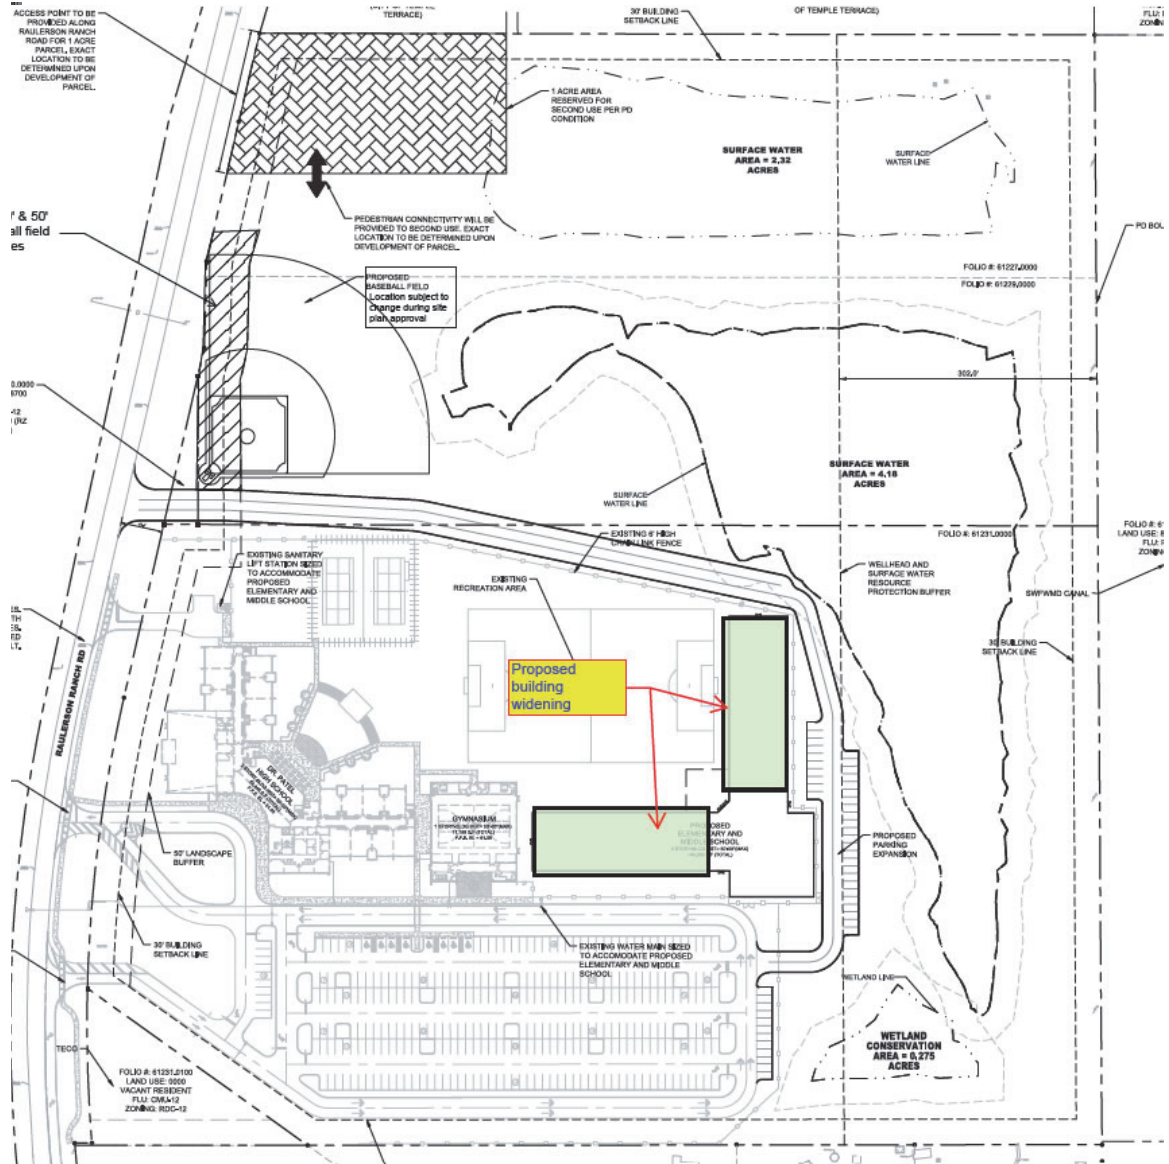 ACCESS POINT TO BE
PROVIDED ALONG
RAULERSON RANCH
ROAD FOR 1 ACRE
PARCEL, EXACT
LOCATION TO BE
DETERMINED UPON
DEVELOPMENT OF
PARCEL.
TERRACE)
30' BUILDING
SETBACK LINE
OF TEMPLE TERRACE)
1 ACRE AREA
RESERVED FOR
SECOND USE PER PD
CONDITION
SURFACE WATER
AREA = 2.32
ACRES
SURFACE
WATER LINE
' & 50'
all field
es
PEDESTRIAN CONNECTIVITY WILL BE
PROVIDED TO SECOND USE. EXACT
LOCATION TO BE DETERMINED UPON
DEVELOPMENT OF PARCEL.
PD BOU
FOLIO #: 61227.0000
FOLIO #: 61229.0000
PROPOSED
BASEBALL FIELD
Location subject to
change during site
plan approval
302.0'
SURFACE WATER
AREA = 4.18
ACRES
SURFACE
WATER LINE
EXISTING 6' HIGH
CHAIN LINK FENCE
FOLIO #: 61231.0000
EXISTING SANITARY
LIFT STATION SIZED
TO ACCOMMODATE
PROPOSED
ELEMENTARY AND
MIDDLE SCHOOL
EXISTING
RECREATION AREA
WELLHEAD AND
SURFACE WATER
RESOURCE
PROTECTION BUFFER
SWFWMD CANAL
30' BUILDING
SETBACK LINE
RAULERSON RANCH RD
Proposed
building
widening
DR. PATEL
HIGH SCHOOL
GYMNASIUM
PROPOSED
ELEMENTARY AND
MIDDLE SCHOOL
PROPOSED
PARKING
EXPANSION
50' LANDSCAPE
BUFFER
30' BUILDING
SETBACK LINE
EXISTING WATER MAIN SIZED
TO ACCOMODATE PROPOSED
ELEMENTARY AND MIDDLE
SCHOOL
WETLAND LINE
WETLAND
CONSERVATION
AREA = 0.275
ACRES
TECO
FOLIO #: 61231.0100
LAND USE: 0000
VACANT RESIDENT
FLU: CMU-12
ZONING: RDC-12